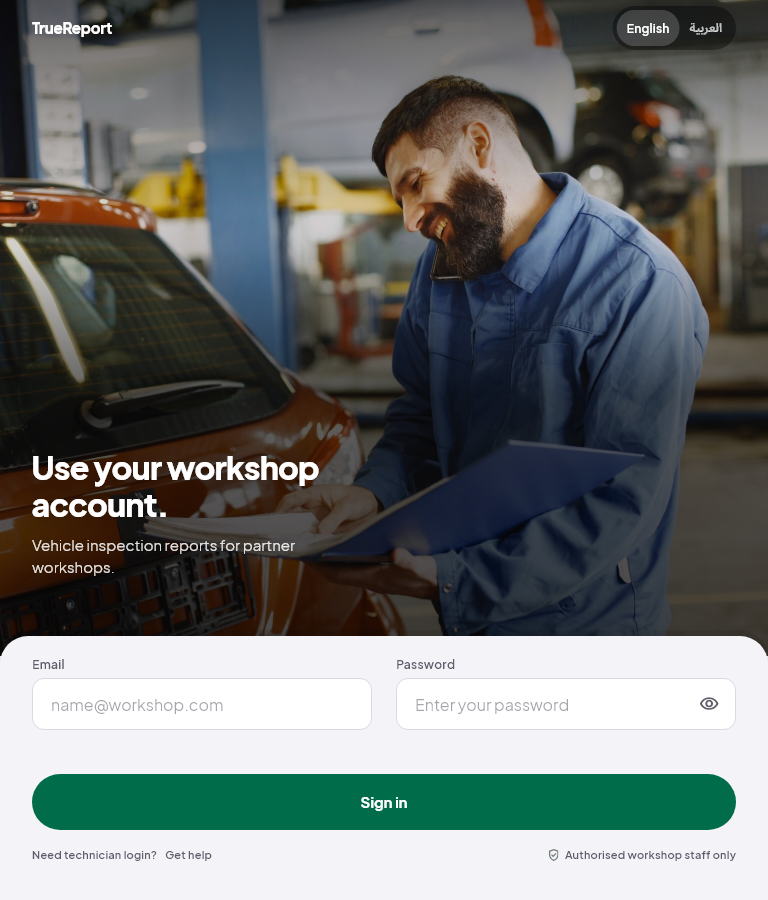 TrueReport
English
العربية
Use your workshop
account.
Vehicle inspection reports for partner
workshops.
Email
Password
name@workshop.com
Enter your password
Sign in
Need technician login? Get help
Authorised workshop staff only